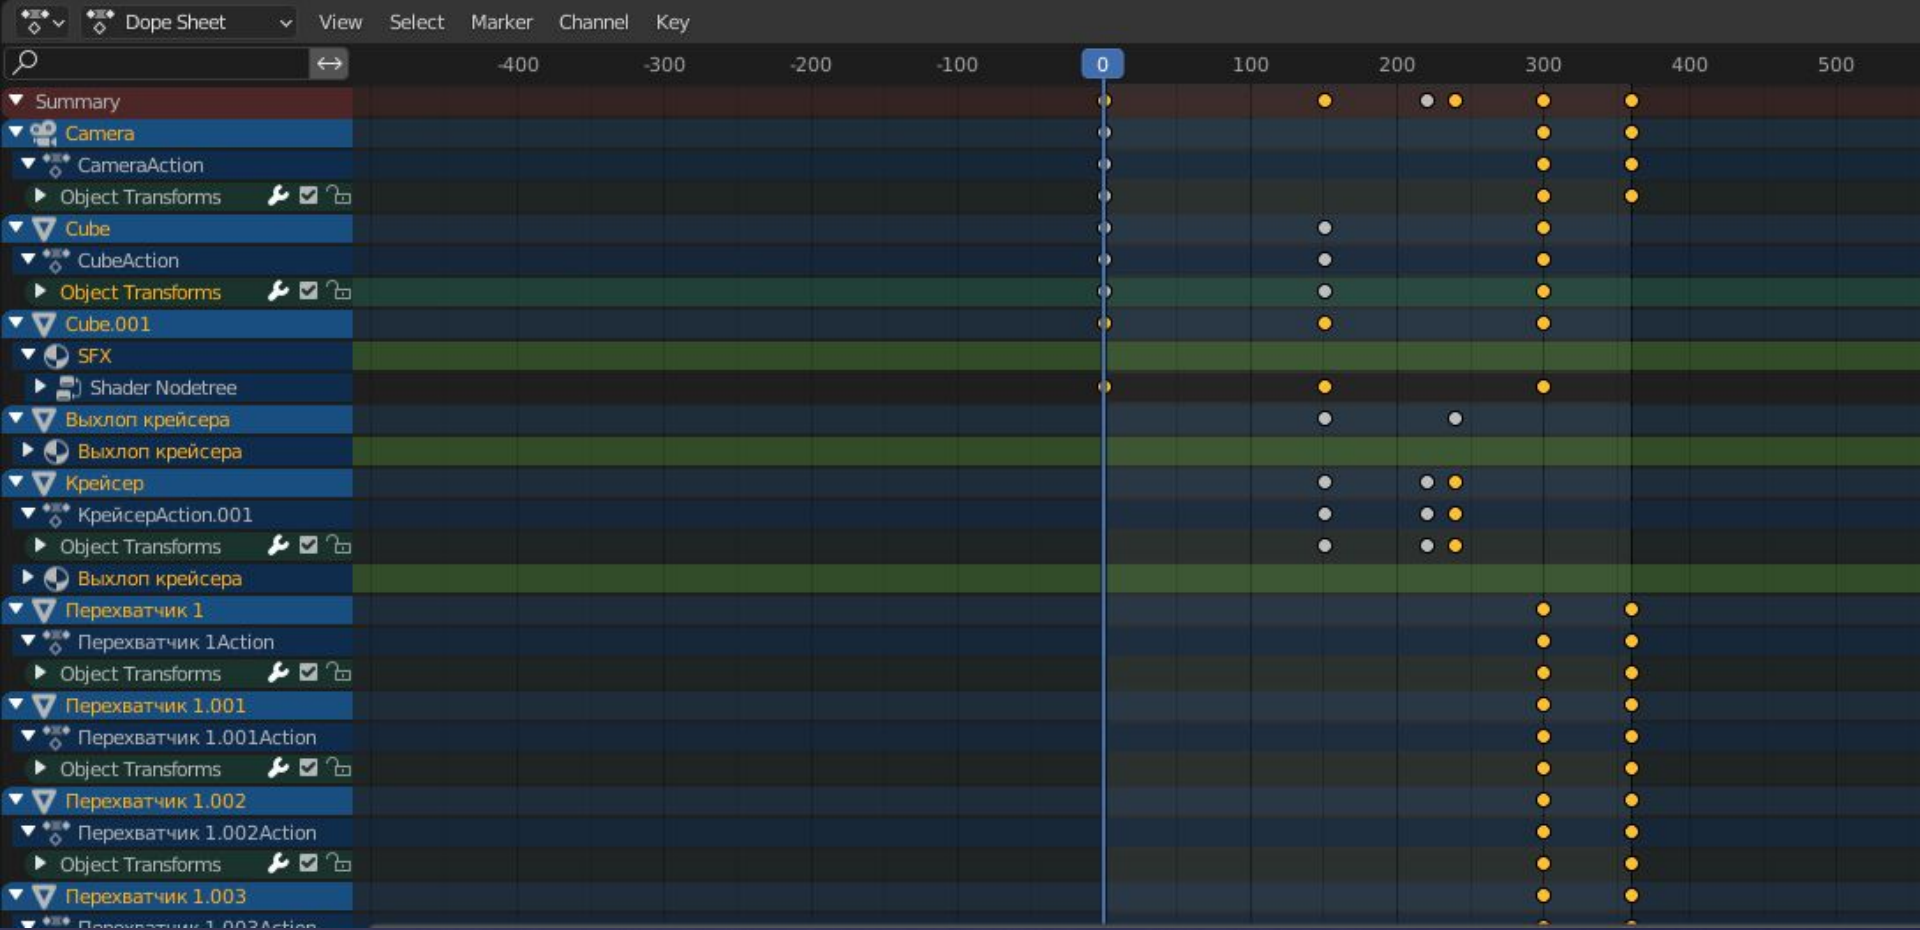 Dope Sheet View Select Marker Channel Key
-400 -300 -200 -100 0 100 200 300 400 500
Summary
Camera
CameraAction
Object Transforms
Cube
CubeAction
Object Transforms
Cube.001
SFX
Shader Nodetree
Выхлоп крейсера
Выхлоп крейсера
Крейсер
КрейсерAction.001
Object Transforms
Выхлоп крейсера
Перехватчик 1
Перехватчик 1Action
Object Transforms
Перехватчик 1.001
Перехватчик 1.001Action
Object Transforms
Перехватчик 1.002
Перехватчик 1.002Action
Object Transforms
Перехватчик 1.003
Перехватчик 1.003Action